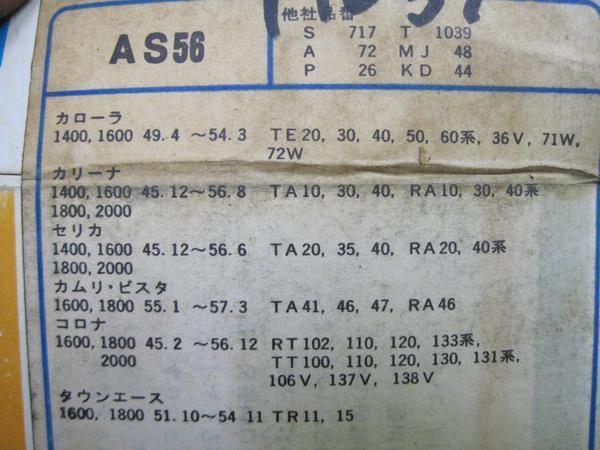 他社品番
AS56
S 717 T 1039
A 72 MJ 48
P 26 KD 44
カローラ
1400, 1600 49.4 ～54.3 TE20, 30, 40, 50, 60系, 36V, 71W,
72W
カリーナ
1400, 1600 45.12～56.8 TA10, 30, 40, RA10, 30, 40系
1800, 2000
セリカ
1400, 1600 45.12～56.6 TA20, 35, 40, RA20, 40系
1800, 2000
カムリ・ビスタ
1600, 1800 55.1 ～57.3 TA41, 46, 47, RA46
コロナ
1600, 1800 45.2 ～56.12 RT102, 110, 120, 133系,
2000 TT100, 110, 120, 130, 131系,
106V, 137V, 138V
タウンエース
1600, 1800 51.10～54 11 TR11, 15